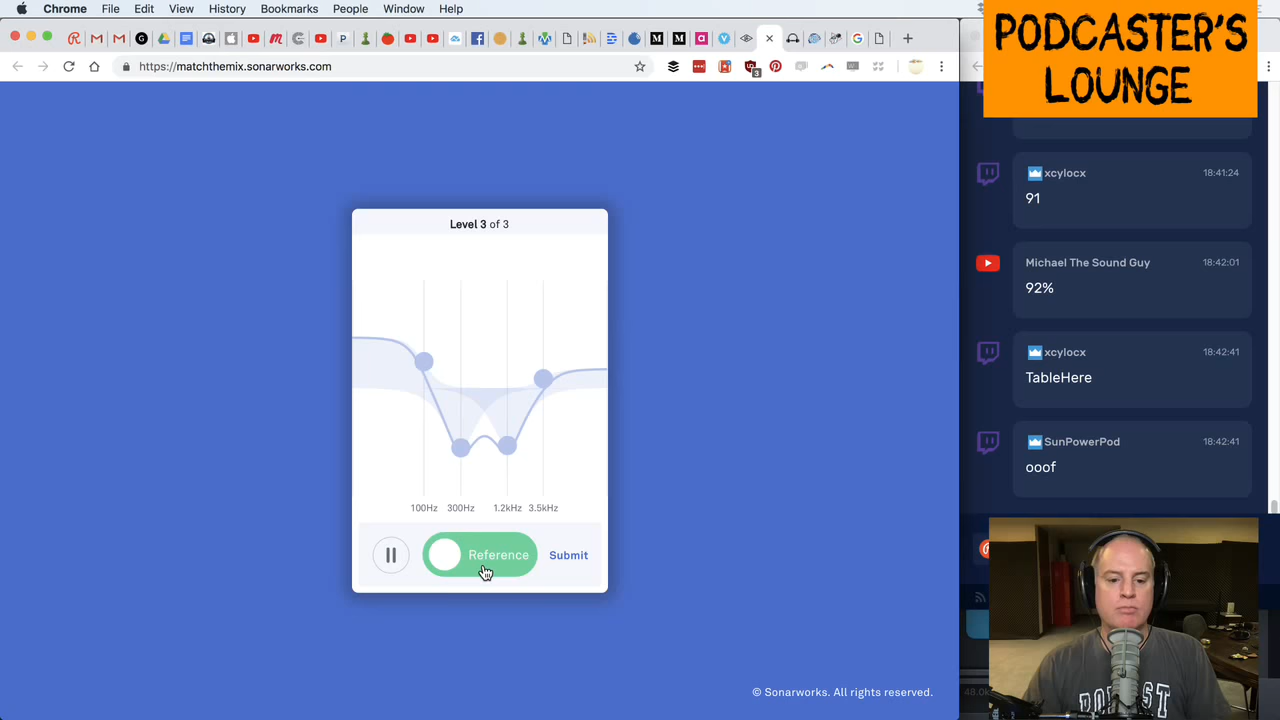 Chrome File Edit View History Bookmarks People Window Help
https://matchthemix.sonarworks.com
3
PODCASTER'S
LOUNGE
xcylocx 18:41:24
91
Michael The Sound Guy 18:42:01
92%
xcylocx 18:42:41
TableHere
SunPowerPod 18:42:41
ooof
Level 3 of 3
100Hz 300Hz 1.2kHz 3.5kHz
Reference
Submit
© Sonarworks. All rights reserved.